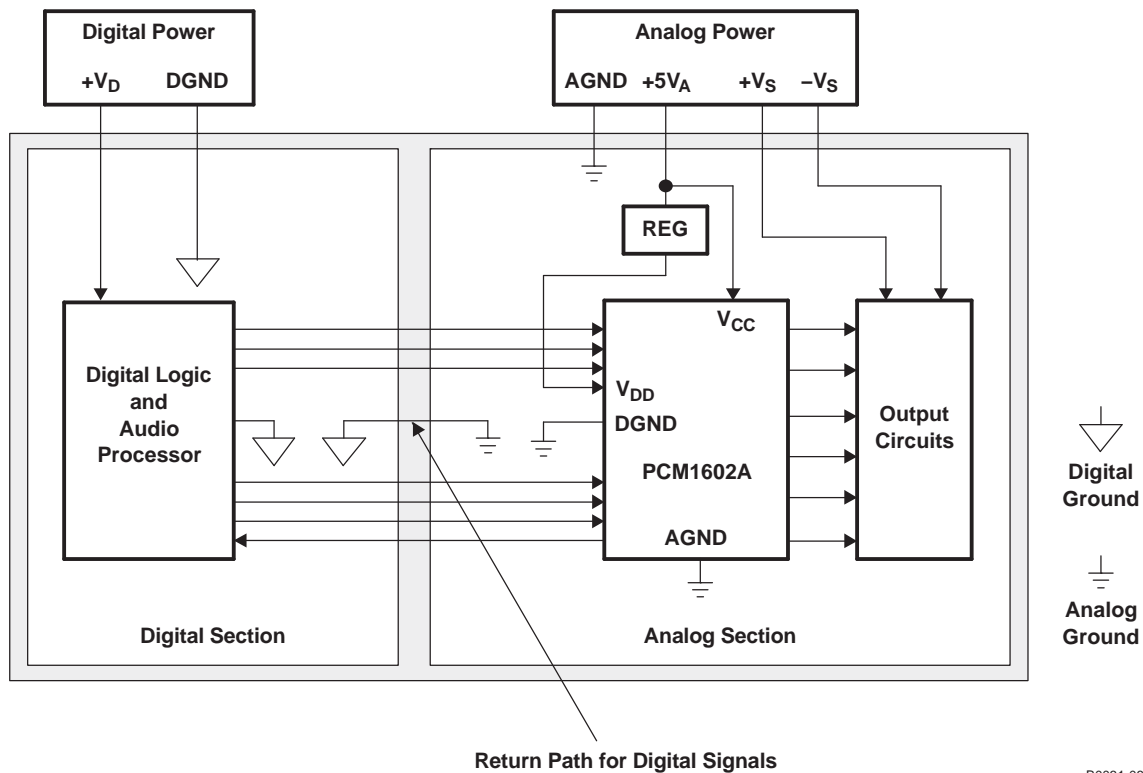 Digital Power
+VD DGND
Analog Power
AGND +5VA +VS –VS
REG
VCC
VDD
DGND
PCM1602A
AGND
Digital Logic
and
Audio
Processor
Output
Circuits
Digital
Ground
Analog
Ground
Digital Section
Analog Section
Return Path for Digital Signals